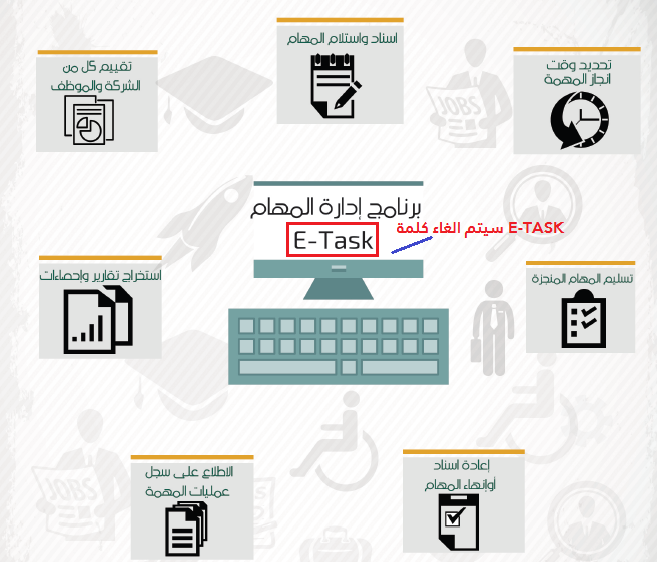 اسناد واستلام المهام
تحديد وقت
انجاز المهمة
تقييم كل من
الشركة والموظف
JOBS
برنامج إدارة المهام
E-Task
سيتم الغاء كلمة E-TASK
استخراج تقارير وإحصاءات
تسليم المهام المنجزة
الاطلاع على سجل
عمليات المهمة
إعادة اسناد
أوإنهاء المهام
JOBS